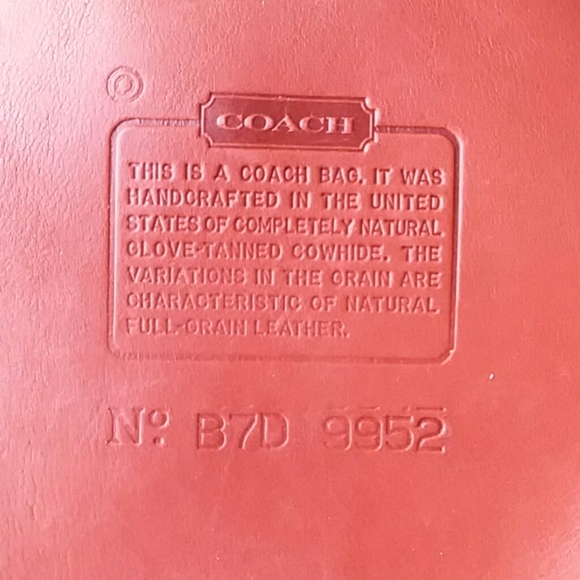 ©
COACH
THIS IS A COACH BAG. IT WAS
HANDCRAFTED IN THE UNITED
STATES OF COMPLETELY NATURAL
GLOVE-TANNED COWHIDE. THE
VARIATIONS IN THE GRAIN ARE
CHARACTERISTIC OF NATURAL
FULL-GRAIN LEATHER.
Nº: B7D 9952